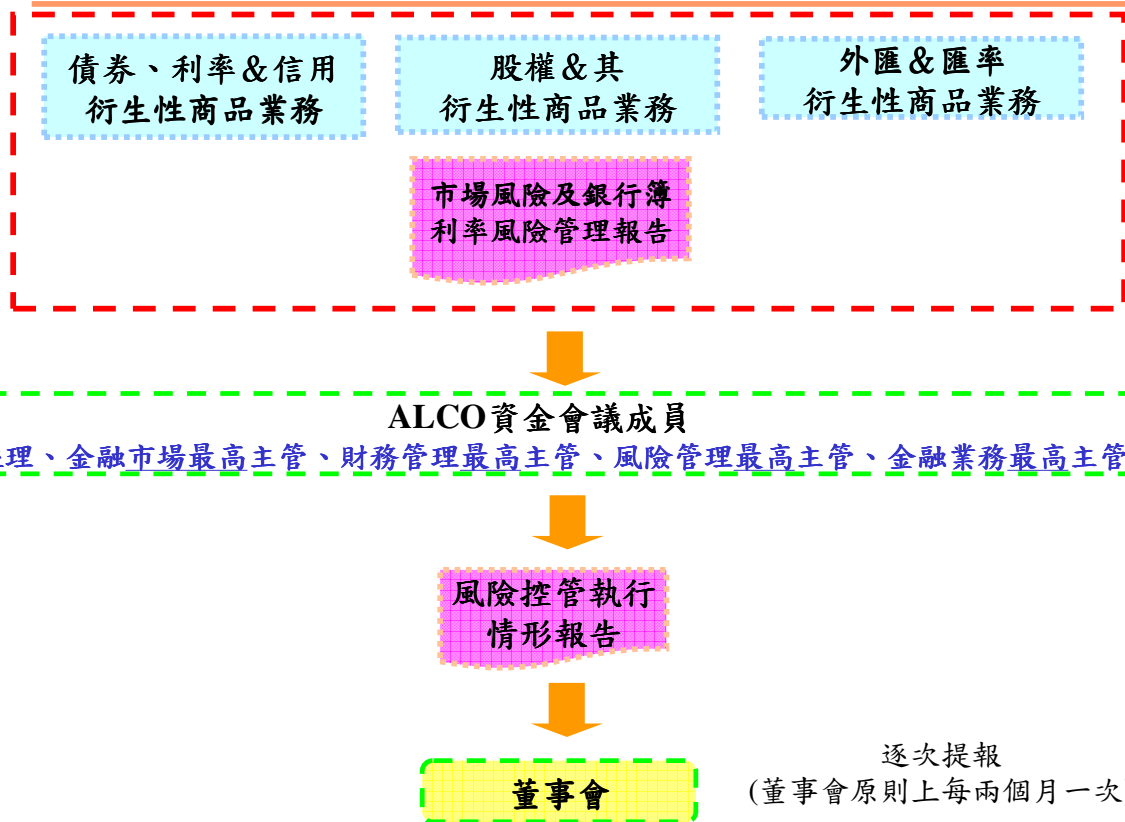 債券、利率＆信用
衍生性商品業務
股權＆其
衍生性商品業務
外匯＆匯率
衍生性商品業務
市場風險及銀行簿
利率風險管理報告
ALCO資金會議成員
理、金融市場最高主管、財務管理最高主管、風險管理最高主管、金融業務最高主管
風險控管執行
情形報告
董事會
逐次提報
(董事會原則上每兩個月一次